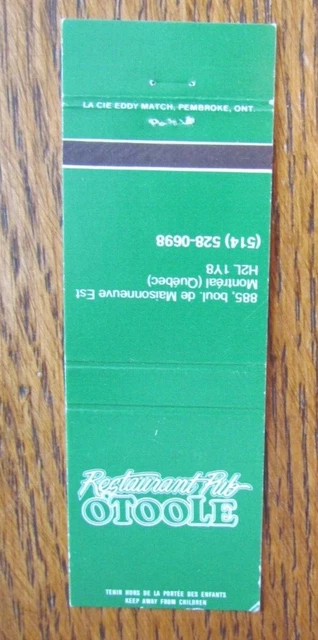 LA CIE EDDY MATCH, PEMBROKE, ONT.
885, boul. de Maisonneuve Est
Montréal (Québec)
H2L 1Y8
(514) 528-0698
Restaurant Pub
OTOOLE
TENIR HORS DE LA PORTÉE DES ENFANTS
KEEP AWAY FROM CHILDREN